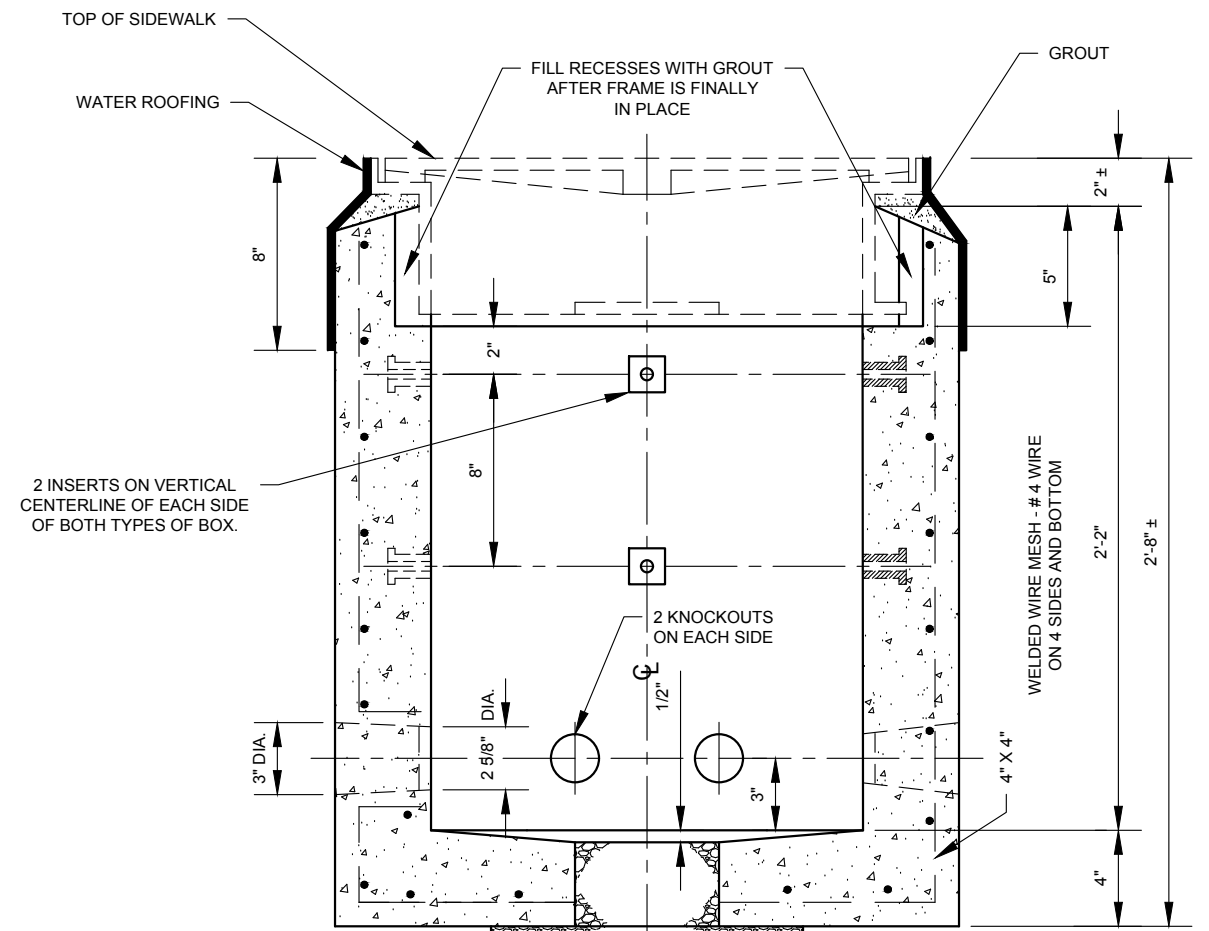 TOP OF SIDEWALK
WATER ROOFING
FILL RECESSES WITH GROUT
AFTER FRAME IS FINALLY
IN PLACE
GROUT
8"
2" ±
5"
2"
8"
2 INSERTS ON VERTICAL
CENTERLINE OF EACH SIDE
OF BOTH TYPES OF BOX.
WELDED WIRE MESH - # 4 WIRE
ON 4 SIDES AND BOTTOM
2'-2"
2'-8" ±
2 KNOCKOUTS
ON EACH SIDE
CL
1/2"
3" DIA.
2 5/8" DIA.
3"
4" X 4"
4"